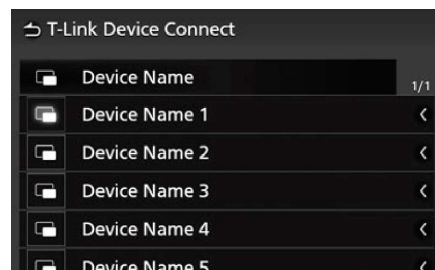 T-Link Device Connect
Device Name
1/1
Device Name 1
Device Name 2
Device Name 3
Device Name 4
Device Name 5